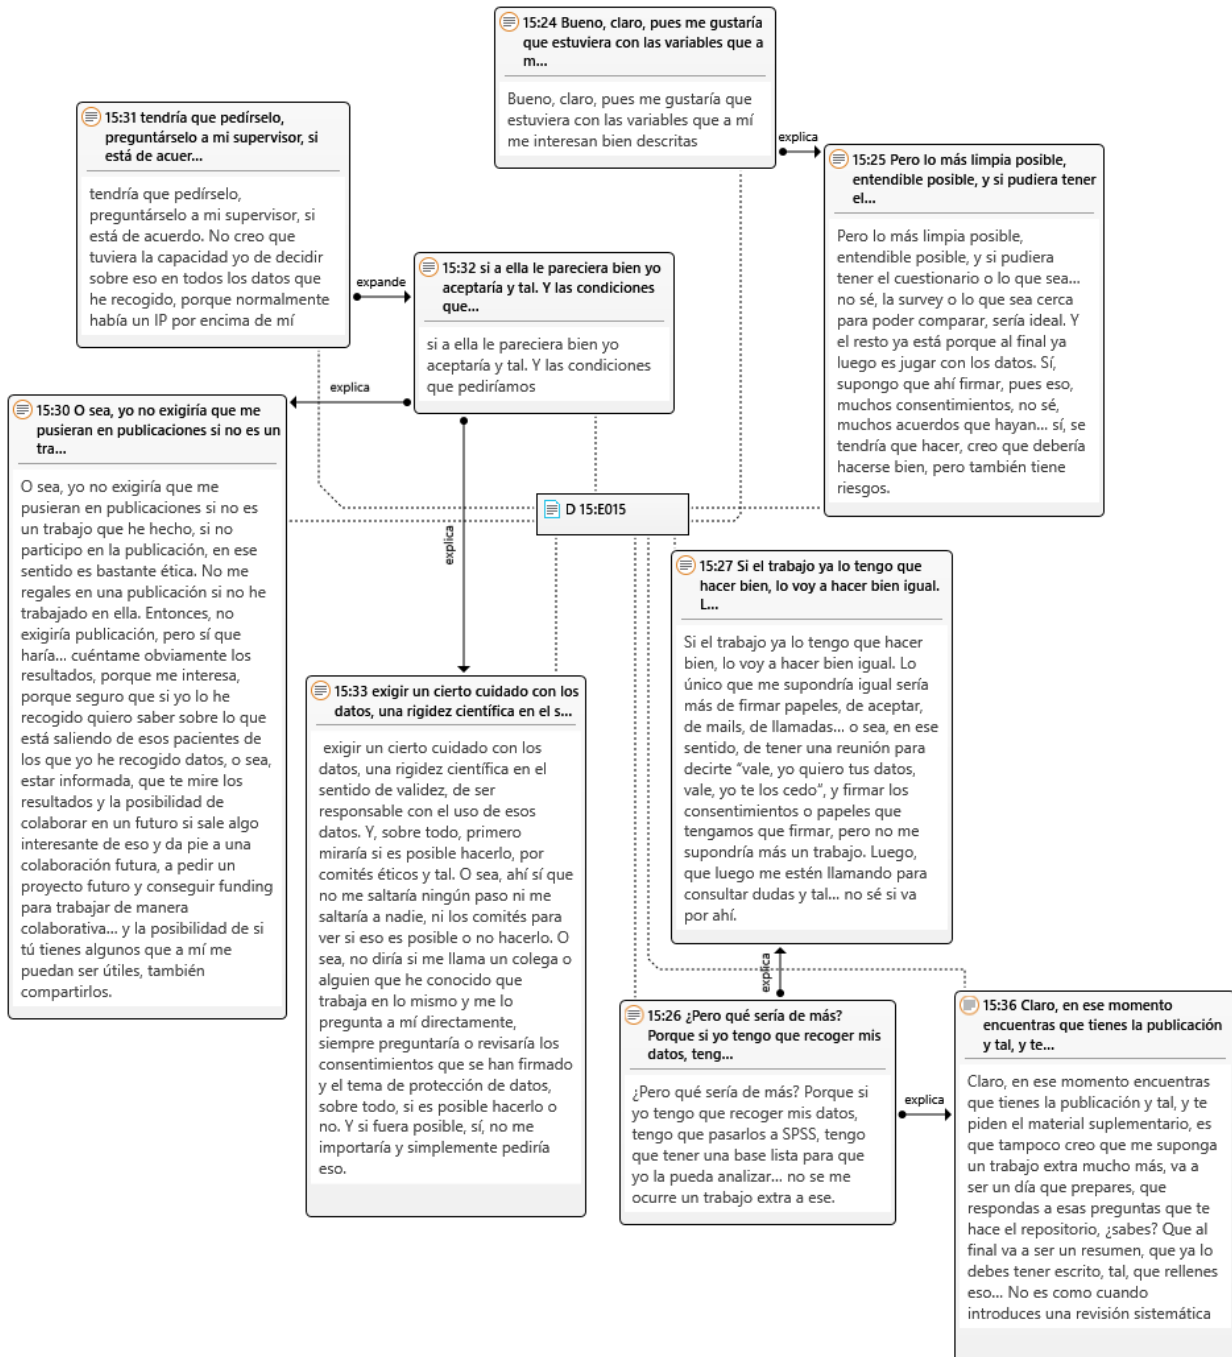 15:24 Bueno, claro, pues me gustaría
que estuviera con las variables que a
m...
Bueno, claro, pues me gustaría que
estuviera con las variables que a mí
me interesan bien descritas
explica
15:31 tendría que pedírselo,
preguntárselo a mi supervisor, si
está de acuer...
tendría que pedírselo,
preguntárselo a mi supervisor, si
está de acuerdo. No creo que
tuviera la capacidad yo de decidir
sobre eso en todos los datos que
he recogido, porque normalmente
había un IP por encima de mí
expande
15:25 Pero lo más limpia posible,
entendible posible, y si pudiera tener
el...
Pero lo más limpia posible,
entendible posible, y si pudiera
tener el cuestionario o lo que sea...
no sé, la survey o lo que sea cerca
para poder comparar, sería ideal. Y
el resto ya está porque al final ya
luego es jugar con los datos. Sí,
supongo que ahí firmar, pues eso,
muchos consentimientos, no sé,
muchos acuerdos que hayan... sí, se
tendría que hacer, creo que debería
hacerse bien, pero también tiene
riesgos.
15:32 si a ella le pareciera bien yo
aceptaría y tal. Y las condiciones
que...
si a ella le pareciera bien yo
aceptaría y tal. Y las condiciones
que pediríamos
explica
explica
15:30 O sea, yo no exigiría que me
pusieran en publicaciones si no es un
tra...
O sea, yo no exigiría que me
pusieran en publicaciones si no es
un trabajo que he hecho, si no
participo en la publicación, en ese
sentido es bastante ética. No me
regales en una publicación si no he
trabajado en ella. Entonces, no
exigiría publicación, pero sí que
haría... cuéntame obviamente los
resultados, porque me interesa,
porque seguro que si yo lo he
recogido quiero saber sobre lo que
está saliendo de esos pacientes de
los que yo he recogido datos, o sea,
estar informada, que te mire los
resultados y la posibilidad de
colaborar en un futuro si sale algo
interesante de eso y da pie a una
colaboración futura, a pedir un
proyecto futuro y conseguir funding
para trabajar de manera
colaborativa... y la posibilidad de si
tú tienes algunos que a mí me
puedan ser útiles, también
compartirlos.
D 15:E015
15:27 Si el trabajo ya lo tengo que
hacer bien, lo voy a hacer bien igual.
L...
Si el trabajo ya lo tengo que hacer
bien, lo voy a hacer bien igual. Lo
único que me supondría igual sería
más de firmar papeles, de aceptar,
de mails, de llamadas... o sea, en ese
sentido, de tener una reunión para
decirte “vale, yo quiero tus datos,
vale, yo te los cedo”, y firmar los
consentimientos o papeles que
tengamos que firmar, pero no me
supondría más un trabajo. Luego,
que luego me estén llamando para
consultar dudas y tal... no sé si va
por ahí.
15:33 exigir un cierto cuidado con los
datos, una rigidez científica en el s...
exigir un cierto cuidado con los
datos, una rigidez científica en el
sentido de validez, de ser
responsable con el uso de esos
datos. Y, sobre todo, primero
miraría si es posible hacerlo, por
comités éticos y tal. O sea, ahí sí que
no me saltaría ningún paso ni me
saltaría a nadie, ni los comités para
ver si eso es posible o no hacerlo. O
sea, no diría si me llama un colega o
alguien que he conocido que
trabaja en lo mismo y me lo
pregunta a mí directamente,
siempre preguntaría o revisaría los
consentimientos que se han firmado
y el tema de protección de datos,
sobre todo, si es posible hacerlo o
no. Y si fuera posible, sí, no me
importaría y simplemente pediría
eso.
explica
15:26 ¿Pero qué sería de más?
Porque si yo tengo que recoger mis
datos, teng...
¿Pero qué sería de más? Porque si
yo tengo que recoger mis datos,
tengo que pasarlos a SPSS, tengo
que tener una base lista para que
yo la pueda analizar... no se me
ocurre un trabajo extra a ese.
explica
15:36 Claro, en ese momento
encuentras que tienes la publicación
y tal, y te...
Claro, en ese momento encuentras
que tienes la publicación y tal, y te
piden el material suplementario, es
que tampoco creo que me suponga
un trabajo extra mucho más, va a
ser un día que prepares, que
respondas a esas preguntas que te
hace el repositorio, ¿sabes? Que al
final va a ser un resumen, que ya lo
debes tener escrito, tal, que rellenes
eso... No es como cuando
introduces una revisión sistemática